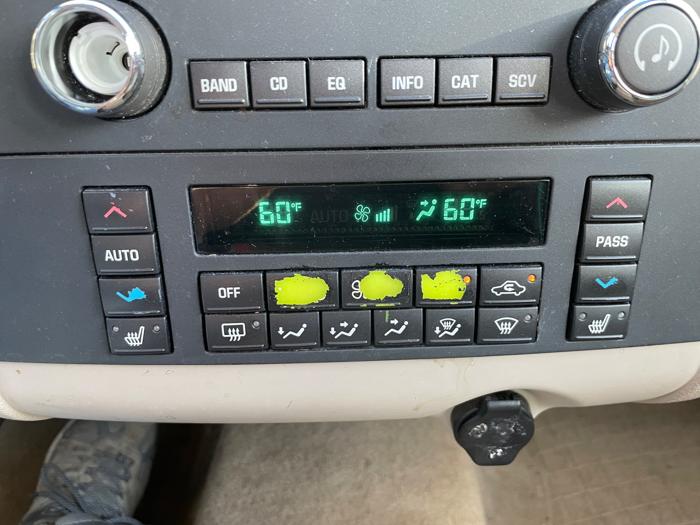 BAND CD EQ INFO CAT SCV
60°F AUTO 60°F
AUTO PASS
OFF